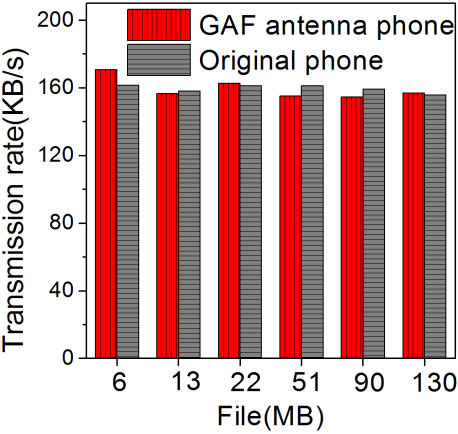 GAF antenna phone
Original phone
Transmission rate(KB/s)
200
160
120
80
40
0
6 13 22 51 90 130
File(MB)